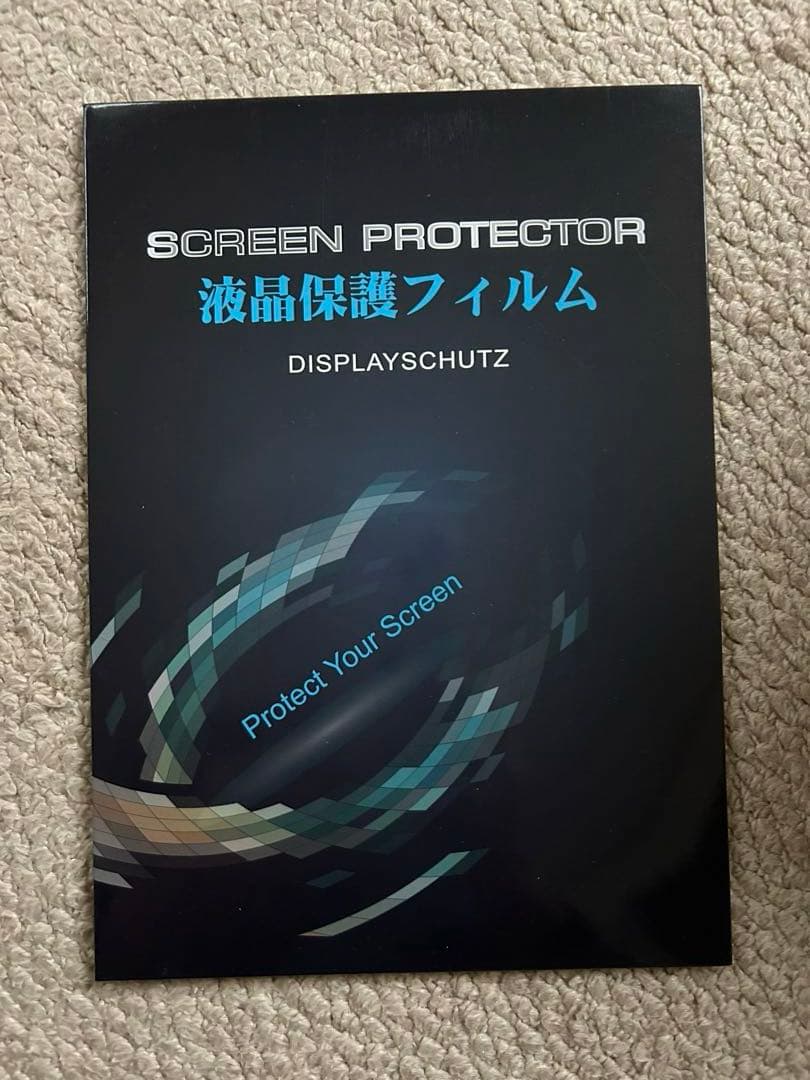 SCREEN PROTECTOR
液晶保護フィルム
DISPLAYSCHUTZ
Protect Your Screen